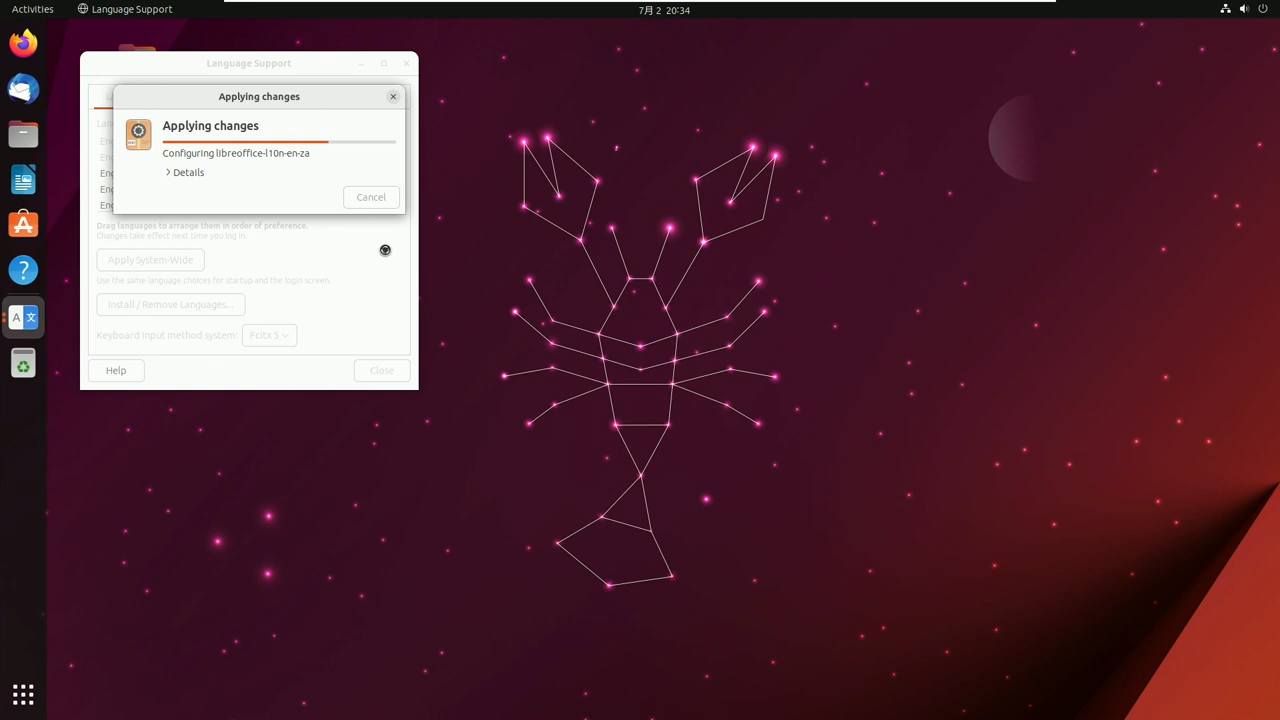 Activities
Language Support
7月 2 20:34
Language Support
Applying changes
Applying changes
Configuring libreoffice-l10n-en-za
Details
Cancel
Drag languages to arrange them in order of preference.
Changes take effect next time you log in.
Apply System-Wide
Use the same language choices for startup and the login screen.
Install / Remove Languages...
Keyboard input method system:
Fcitx 5
Help
Close